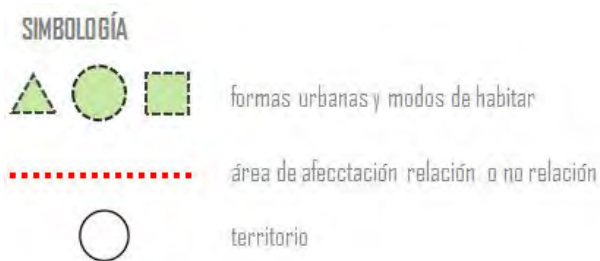 SIMBOLOGÍA
formas urbanas y modos de habitar
área de afecctación relación o no relación
territorio